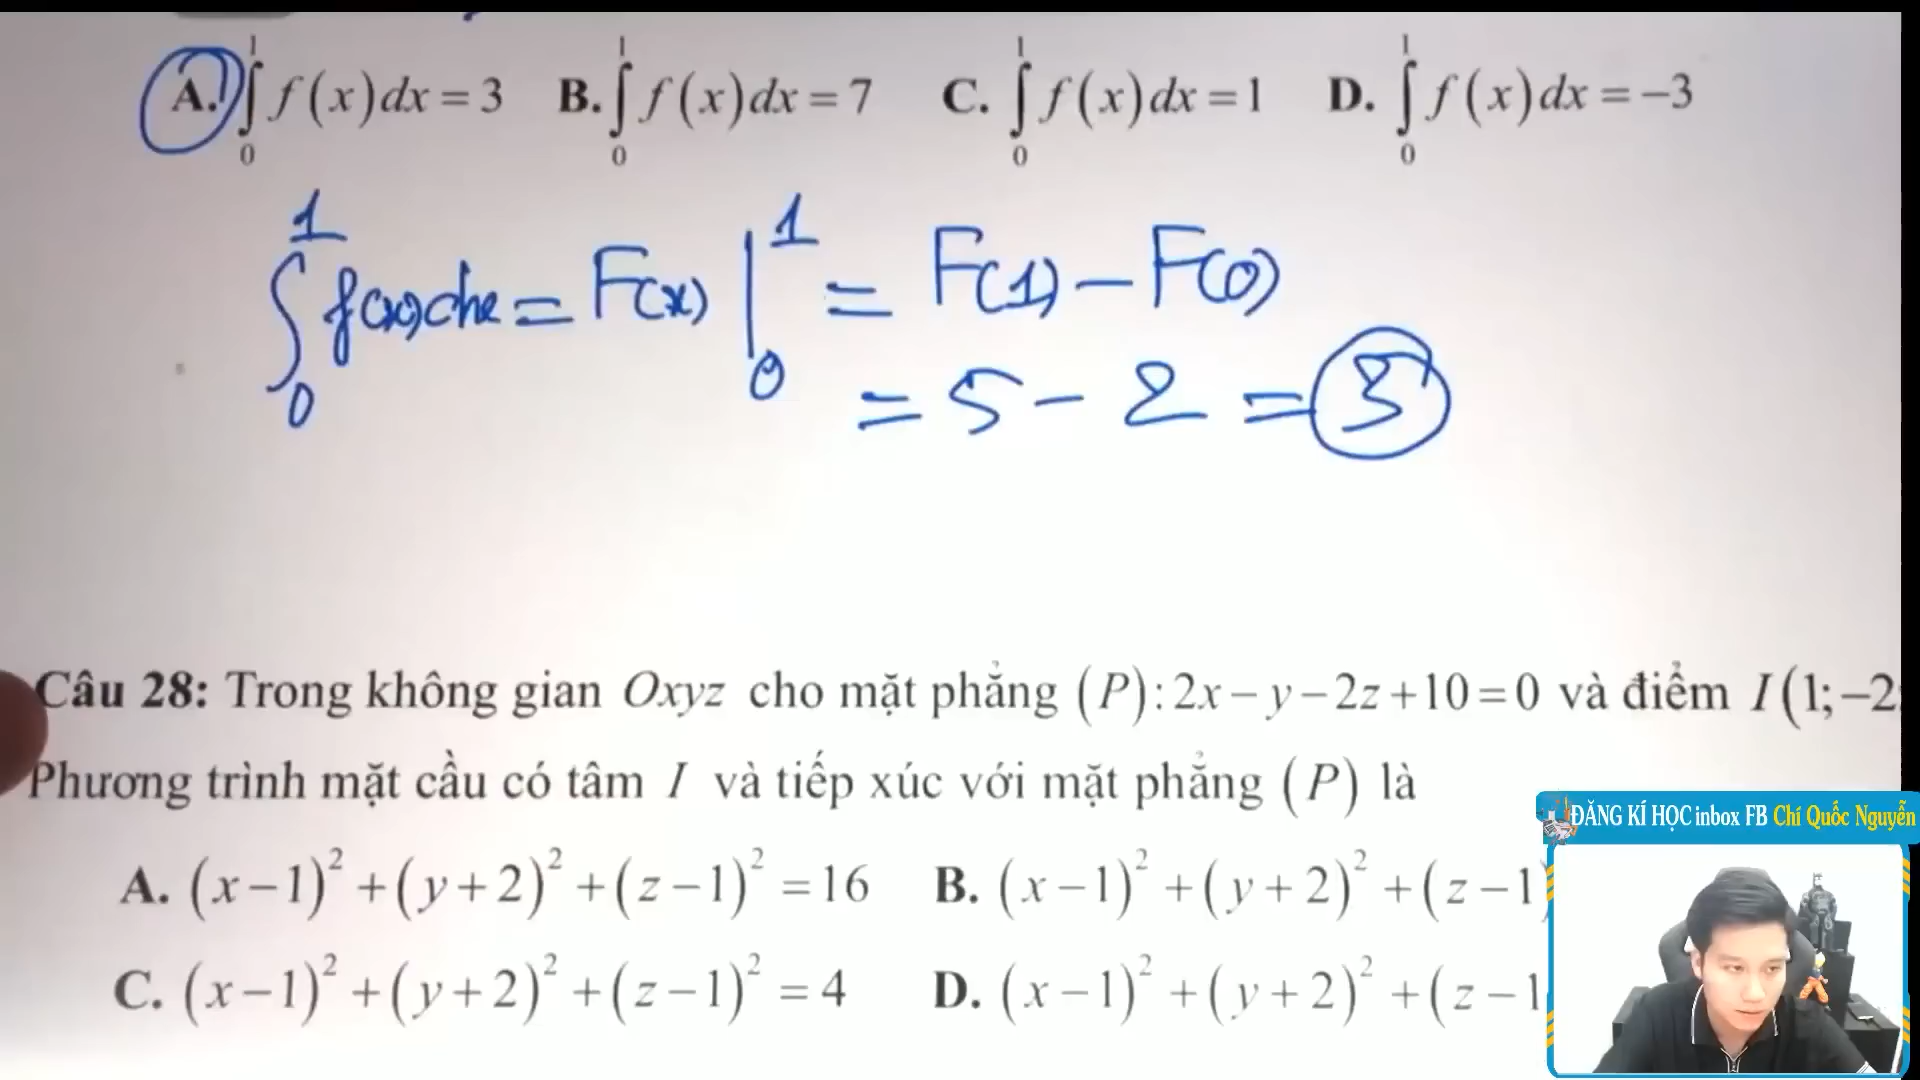 A. ∫₀¹ f(x)dx = 3 B. ∫₀¹ f(x)dx = 7 C. ∫₀¹ f(x)dx = 1 D. ∫₀¹ f(x)dx = −3
∫₀¹ f(x)dx = F(x) |₀¹ = F(1) − F(0)
= 5 − 2 = 3
Câu 28: Trong không gian Oxyz cho mặt phẳng (P): 2x − y − 2z + 10 = 0 và điểm I(1; −2
Phương trình mặt cầu có tâm I và tiếp xúc với mặt phẳng (P) là
ĐĂNG KÍ HỌC inbox FB Chí Quốc Nguyễn
A. (x−1)² + (y+2)² + (z−1)² = 16 B. (x−1)² + (y+2)² + (z−1
C. (x−1)² + (y+2)² + (z−1)² = 4 D. (x−1)² + (y+2)² + (z−1